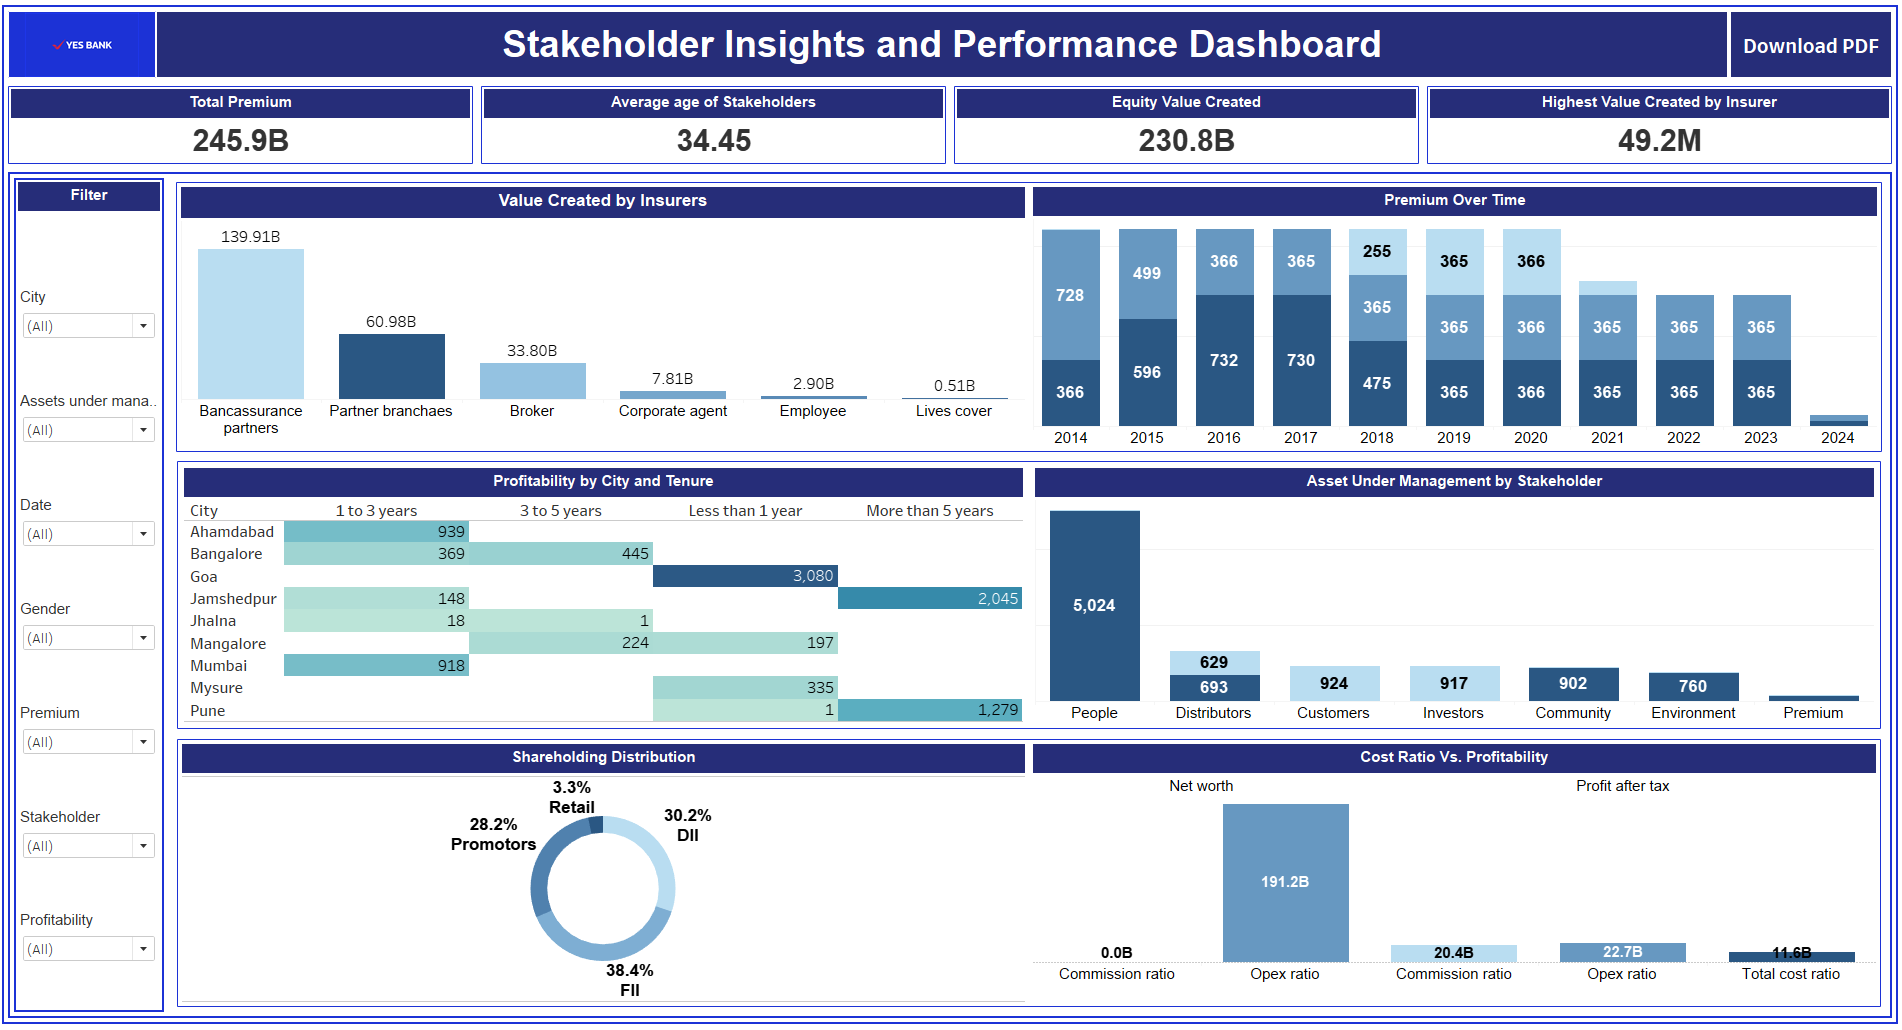 YES BANK
Stakeholder Insights and Performance Dashboard
Download PDF
Total Premium
245.9B
Average age of Stakeholders
34.45
Equity Value Created
230.8B
Highest Value Created by Insurer
49.2M
Filter
City
(All)
Assets under mana..
(All)
Date
(All)
Gender
(All)
Premium
(All)
Stakeholder
(All)
Profitability
(All)
Value Created by Insurers
139.91B
60.98B
33.80B
7.81B
2.90B
0.51B
Bancassurance
partners
Partner branchaes
Broker
Corporate agent
Employee
Lives cover
Premium Over Time
728
366
499
596
366
732
365
730
255
365
475
365
365
365
366
366
366
365
365
365
365
365
365
2014 2015 2016 2017 2018 2019 2020 2021 2022 2023 2024
Profitability by City and Tenure
City 1 to 3 years 3 to 5 years Less than 1 year More than 5 years
Ahamdabad 939
Bangalore 369 445
Goa 3,080
Jamshedpur 148 2,045
Jhalna 18 1
Mangalore 224 197
Mumbai 918
Mysure 335
Pune 1 1,279
Asset Under Management by Stakeholder
5,024
629
693
924
917
902
760
People Distributors Customers Investors Community Environment Premium
Shareholding Distribution
3.3%
Retail
30.2%
DII
28.2%
Promotors
38.4%
FII
Cost Ratio Vs. Profitability
Net worth Profit after tax
191.2B
0.0B
20.4B
22.7B
11.6B
Commission ratio Opex ratio Commission ratio Opex ratio Total cost ratio